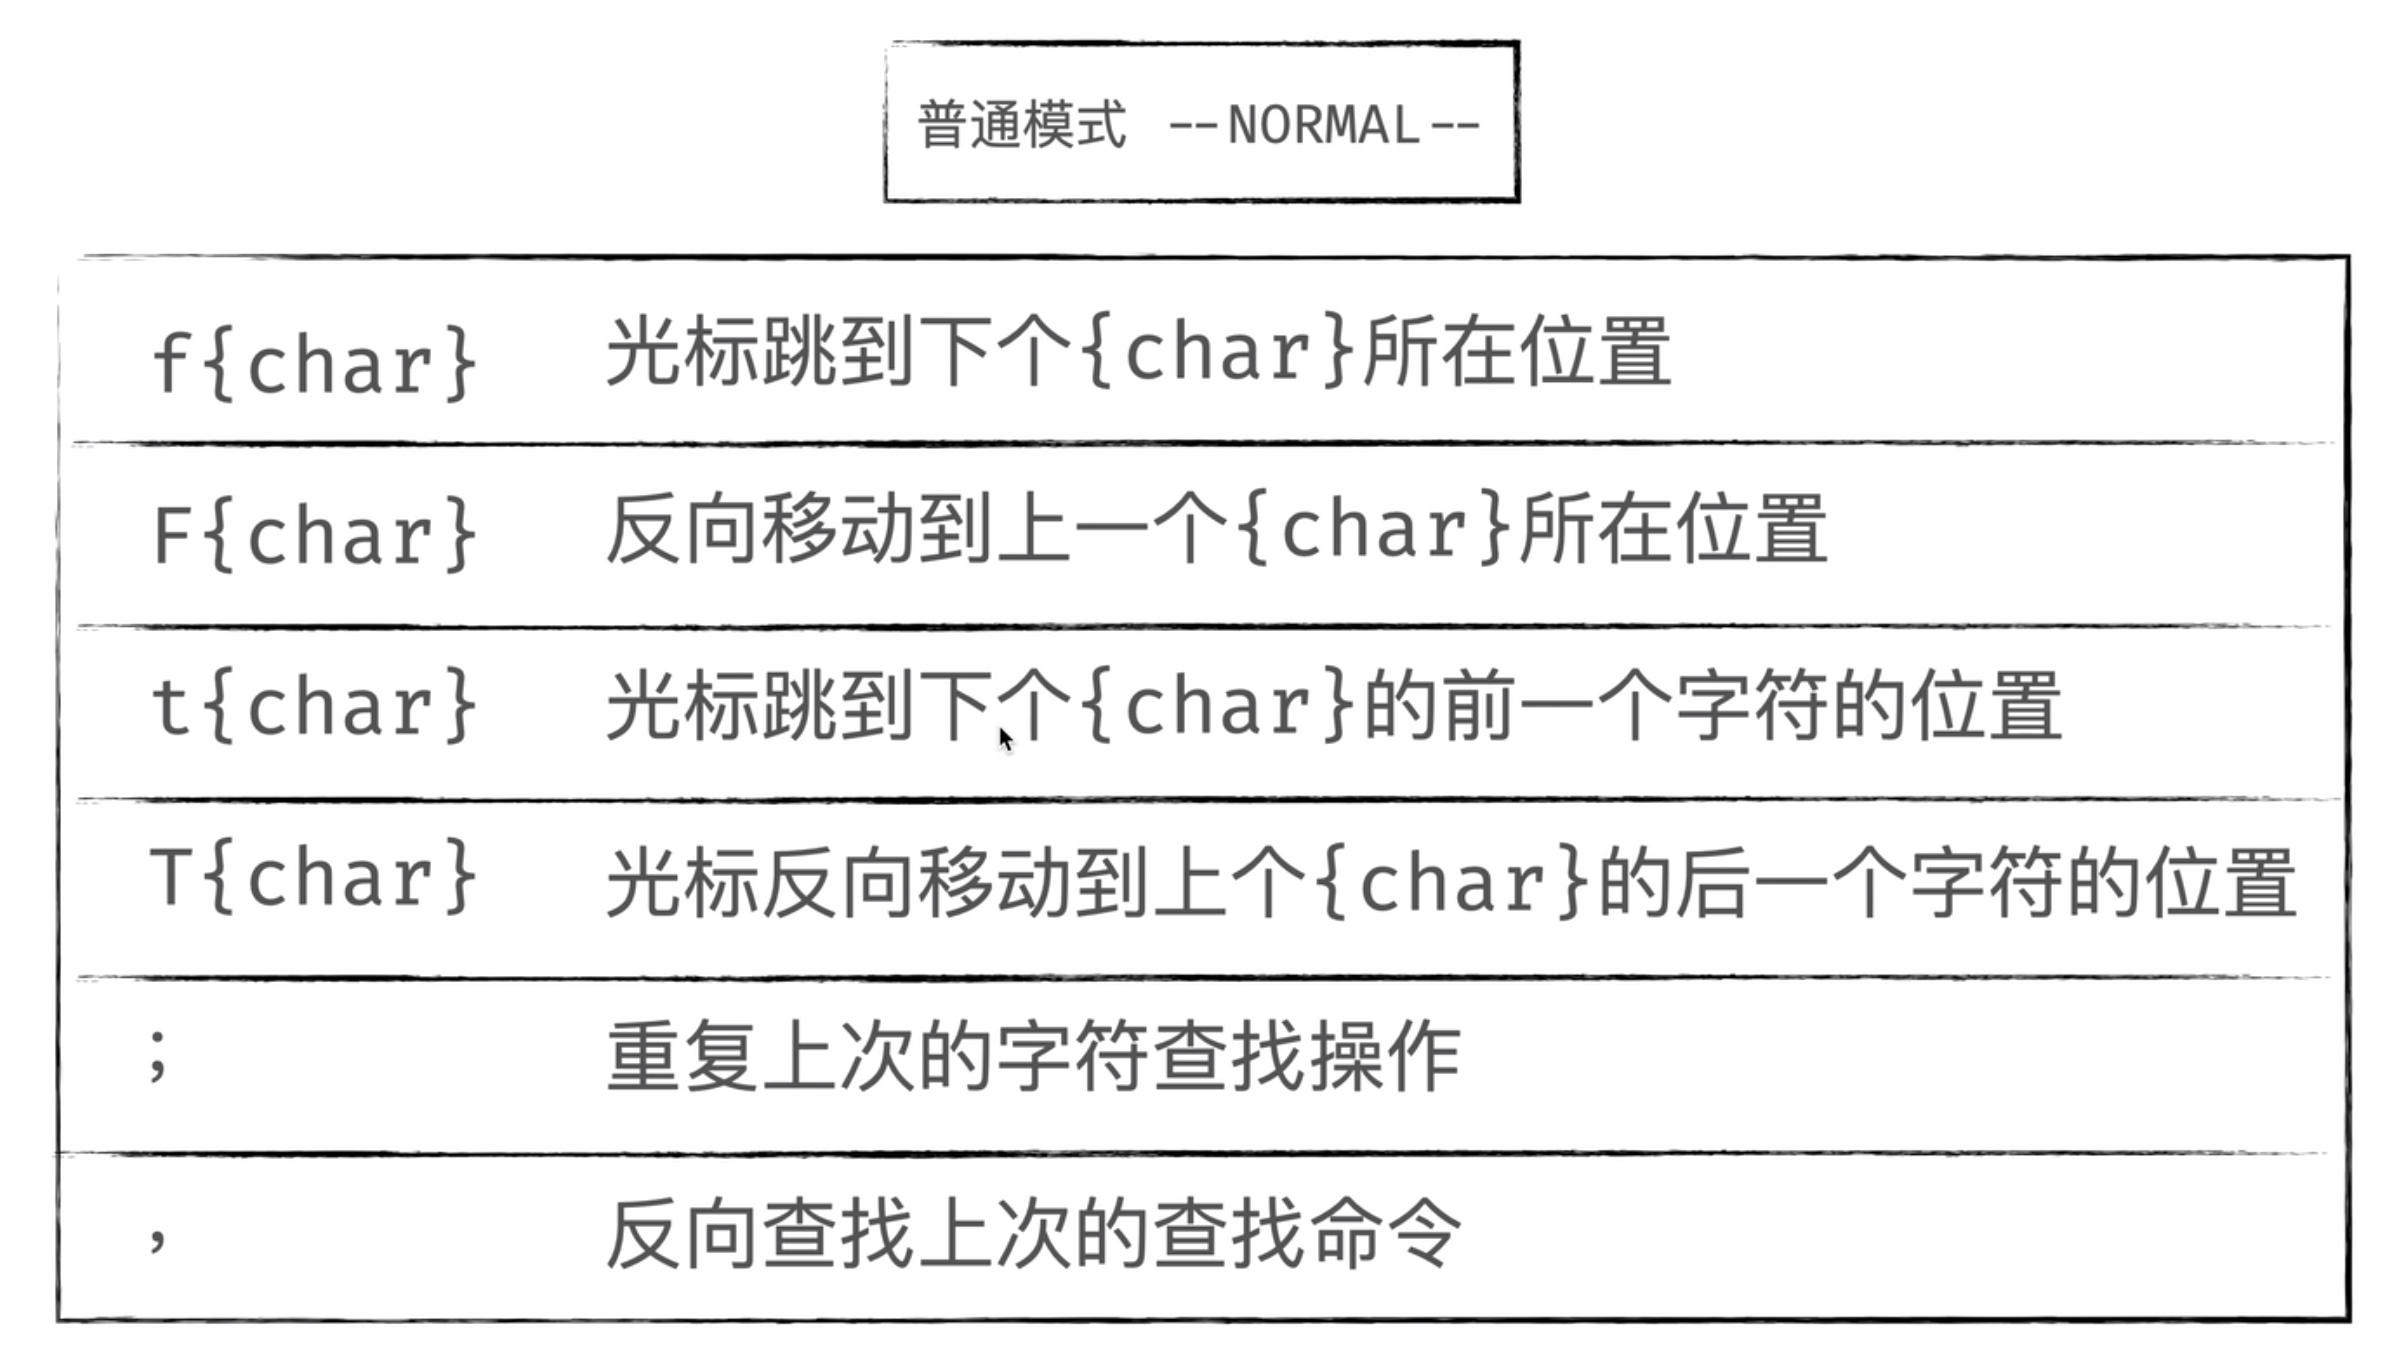 普通模式 --NORMAL--
f{char} 光标跳到下个{char}所在位置
F{char} 反向移动到上一个{char}所在位置
t{char} 光标跳到下个{char}的前一个字符的位置
T{char} 光标反向移动到上个{char}的后一个字符的位置
; 重复上次的字符查找操作
, 反向查找上次的查找命令